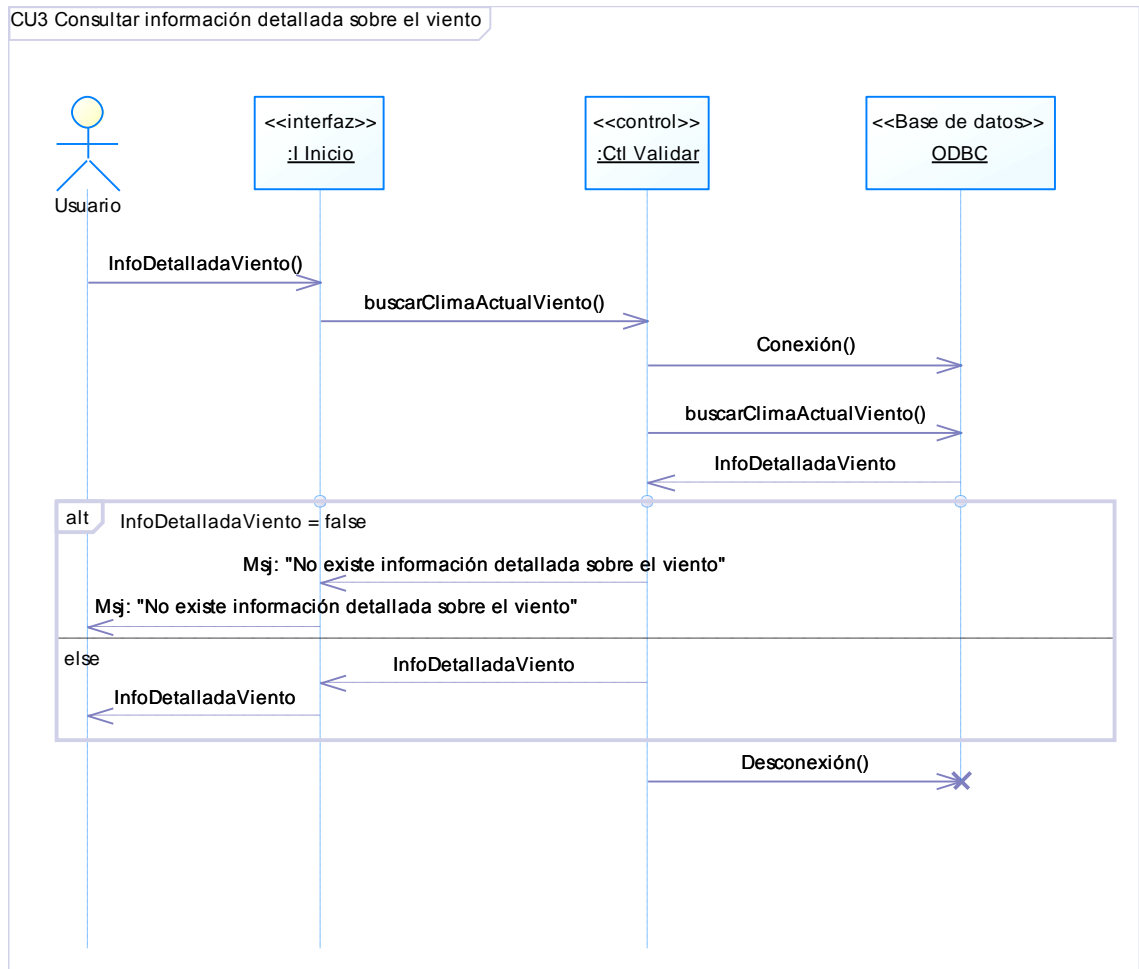 CU3 Consultar información detallada sobre el viento
<<interfaz>>
:I Inicio
<<control>>
:Ctl Validar
<<Base de datos>>
ODBC
Usuario
InfoDetalladaViento()
buscarClimaActualViento()
Conexión()
buscarClimaActualViento()
InfoDetalladaViento
alt
InfoDetalladaViento = false
Msj: "No existe información detallada sobre el viento"
Msj: "No existe información detallada sobre el viento"
else
InfoDetalladaViento
InfoDetalladaViento
Desconexión()